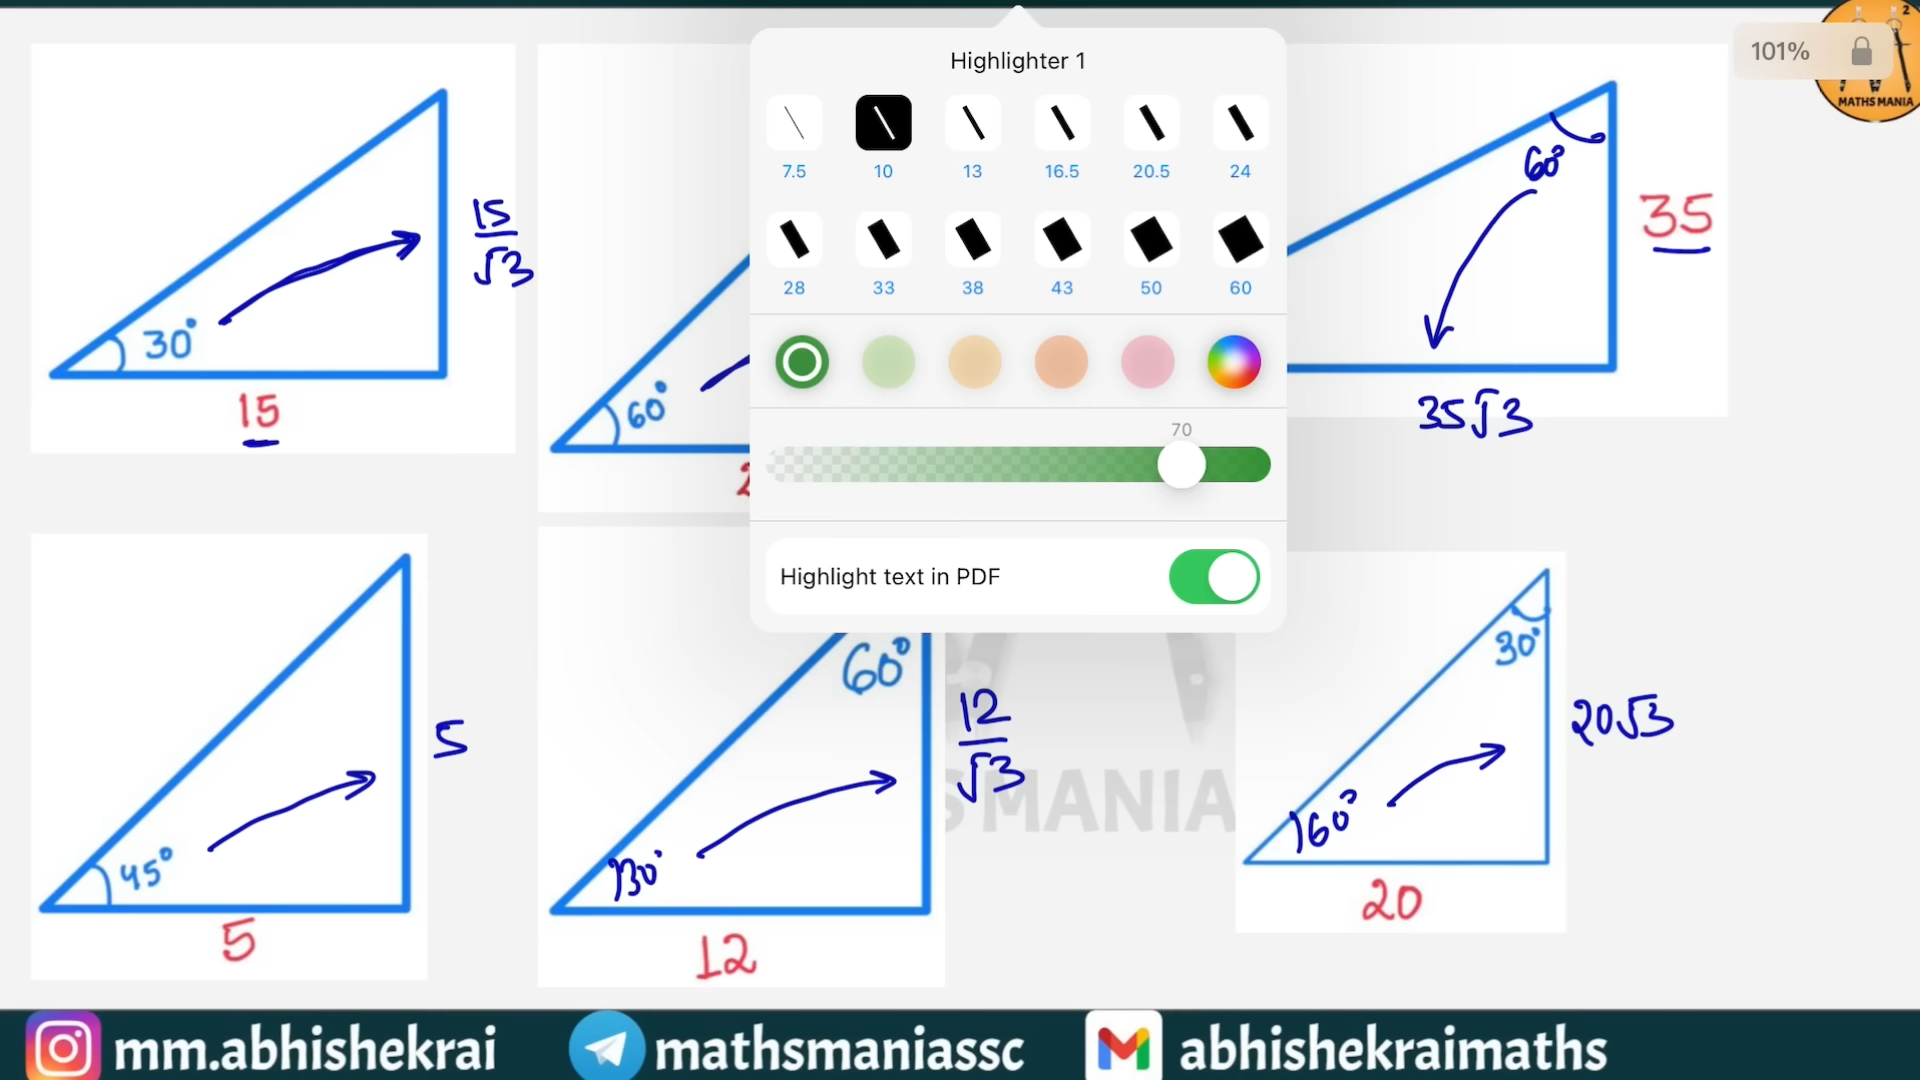 Highlighter 1
7.5 10 13 16.5 20.5 24
28 33 38 43 50 60
70
Highlight text in PDF
101%
2
MATHS MANIA
30°
15
√3
15
60°
60°
35
35√3
45°
5
5
60°
30°
12
√3
12
SMANIA
30°
60°
20√3
20
mm.abhishekrai
mathsmaniassc
abhishekraimaths